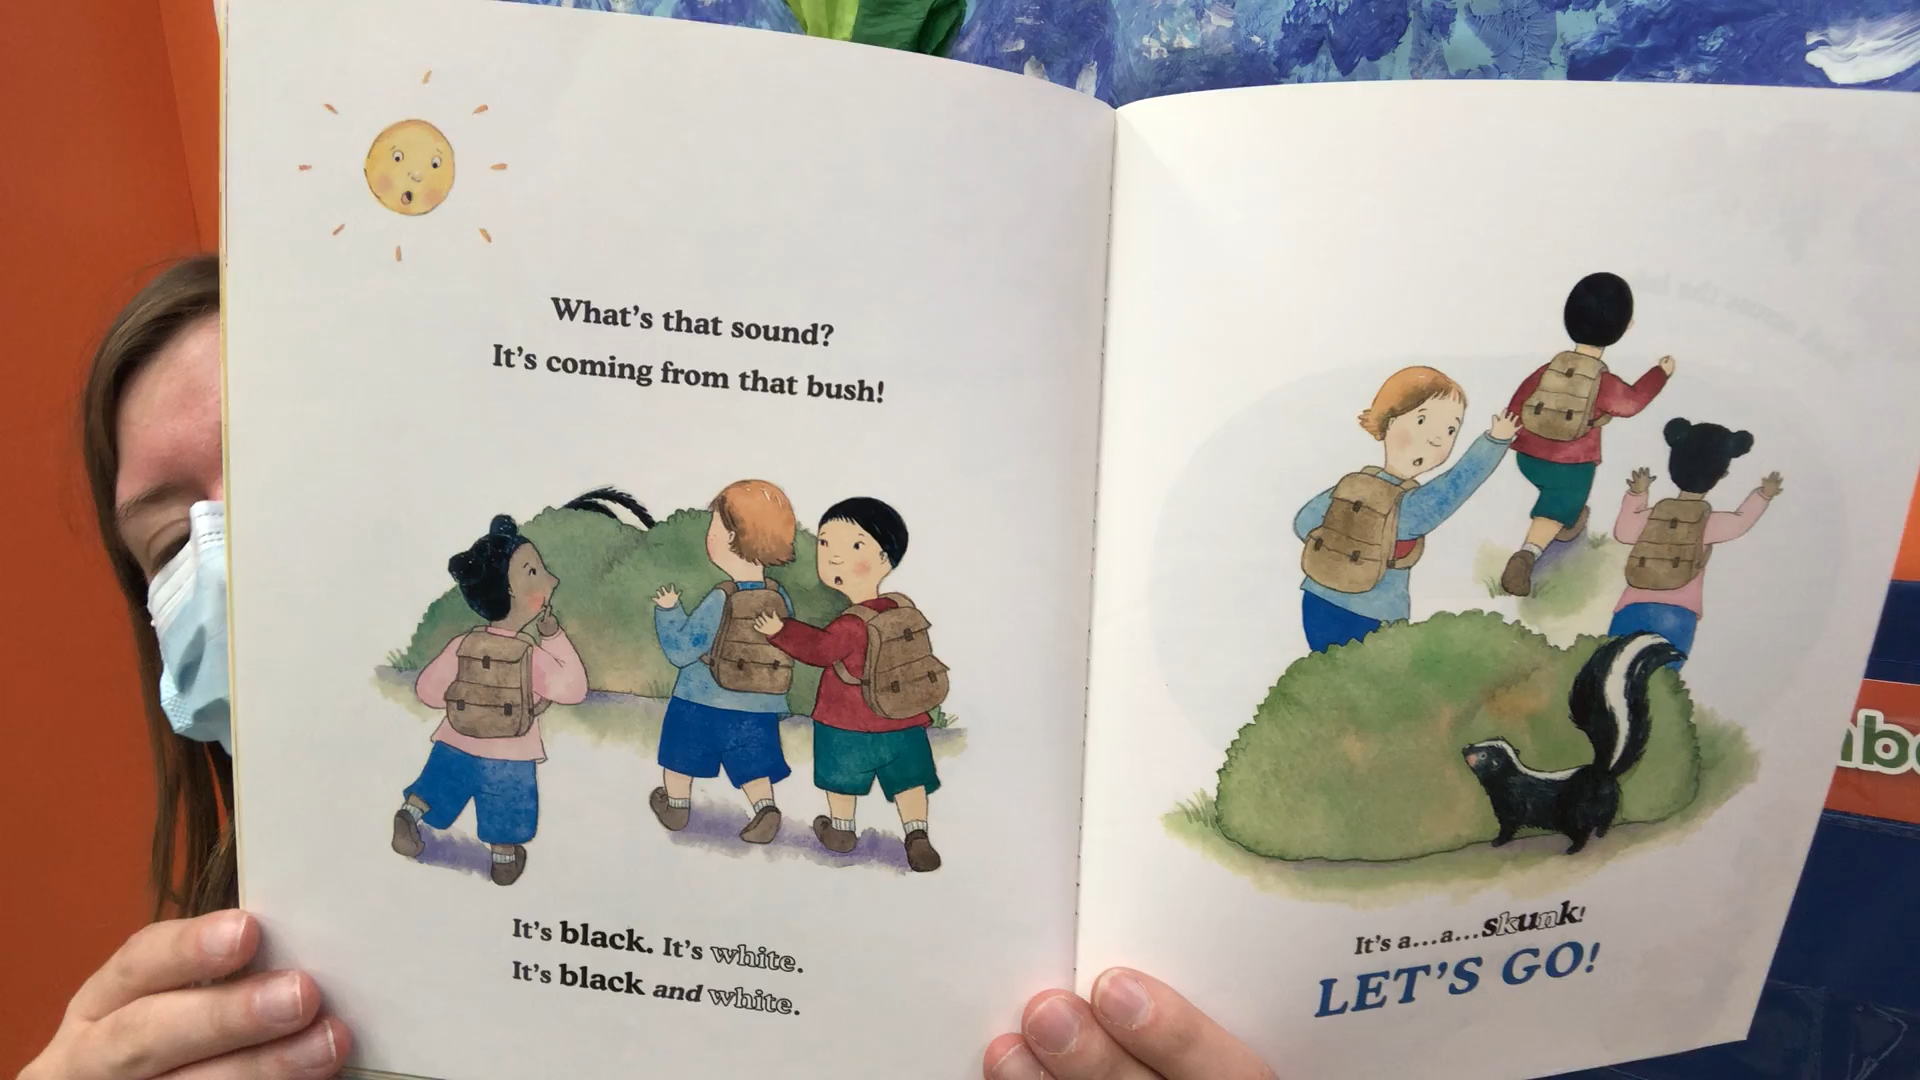 What's that sound?
It's coming from that bush!
It's black. It's white.
It's black and white.
It's a...a...skunk!
LET'S GO!